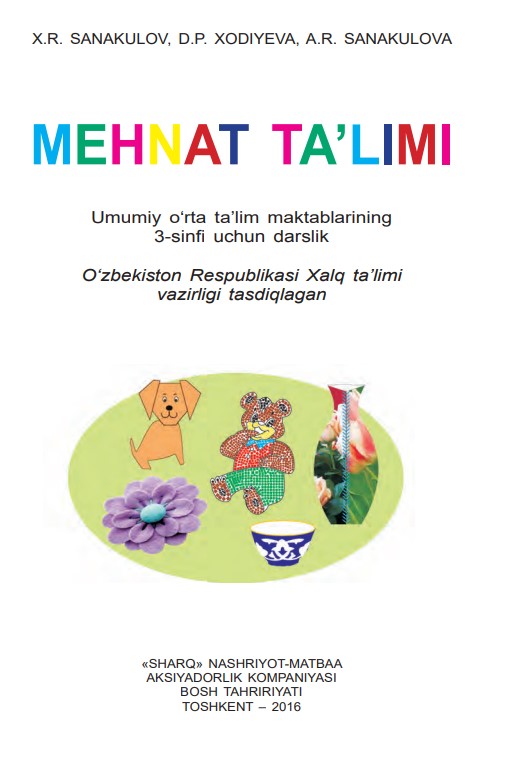 X.R. SANAKULOV, D.P. XODIYEVA, A.R. SANAKULOVA
MEHNAT TA’LIMI
Umumiy o‘rta ta’lim maktablarining
3-sinfi uchun darslik
O‘zbekiston Respublikasi Xalq ta’limi
vazirligi tasdiqlagan
«SHARQ» NASHRIYOT-MATBAA
AKSIYADORLIK KOMPANIYASI
BOSH TAHRIRIYATI
TOSHKENT – 2016